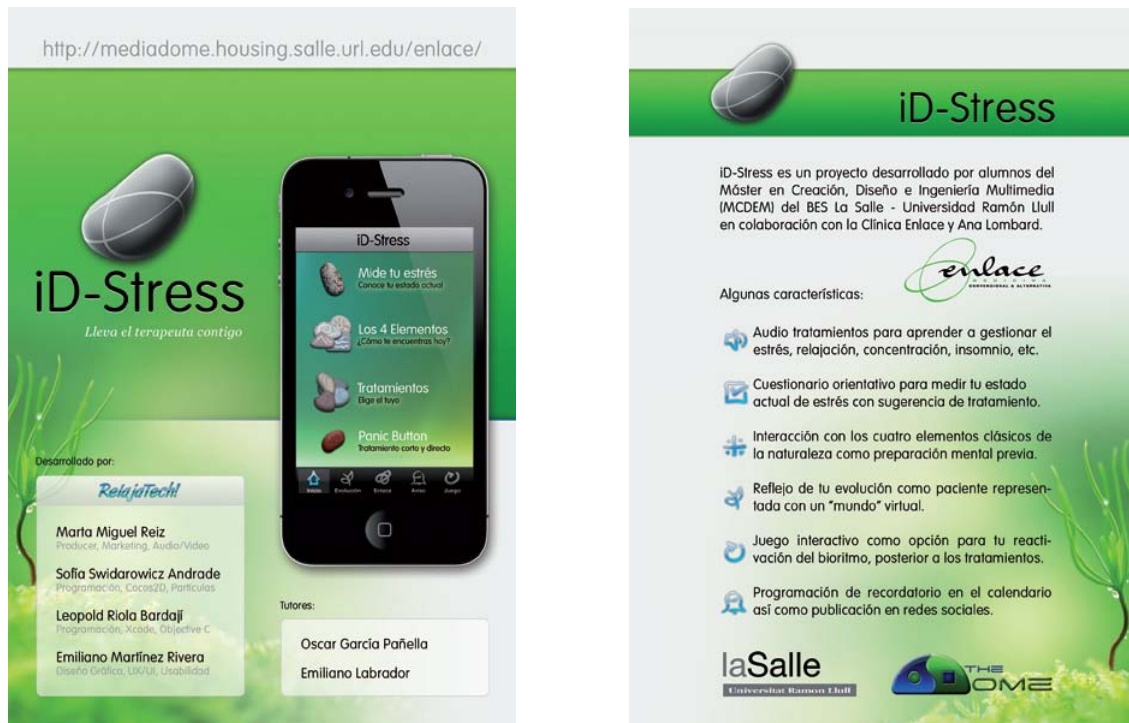 http://mediadome.housing.salle.url.edu/enlace/
iD-Stress
Lleva el terapeuta contigo
iD-Stress
Mide tu estrés
Conoce tu estado actual
Los 4 Elementos
¿Cómo te encuentras hoy?
Tratamientos
Elige el tuyo
Panic Button
Tratamiento corto y directo
Inicio Evolución Enlace Aviso Juego
Desarrollado por:
RelajaTech!
Marta Miguel Reiz
Producer, Marketing, Audio/Video
Sofía Swidarowicz Andrade
Programación, Cocos2D, Partículas
Leopold Riola Bardají
Programación, Xcode, Objective C
Emiliano Martínez Rivera
Diseño Gráfico, UX/UI, Usabilidad
Tutores:
Oscar García Pañella
Emiliano Labrador
iD-Stress
iD-Stress es un proyecto desarrollado por alumnos del
Máster en Creación, Diseño e Ingeniería Multimedia
(MCDEM) del BES La Salle - Universidad Ramón Llull
en colaboración con la Clínica Enlace y Ana Lombard.
enlace
MEDICINA
CONVENCIONAL & ALTERNATIVA
Algunas características:
Audio tratamientos para aprender a gestionar el
estrés, relajación, concentración, insomnio, etc.
Cuestionario orientativo para medir tu estado
actual de estrés con sugerencia de tratamiento.
Interacción con los cuatro elementos clásicos de
la naturaleza como preparación mental previa.
Reflejo de tu evolución como paciente represen-
tada con un "mundo" virtual.
Juego interactivo como opción para tu reacti-
vación del bioritmo, posterior a los tratamientos.
Programación de recordatorio en el calendario
así como publicación en redes sociales.
laSalle
Universitat Ramon Llull
THE
DOME